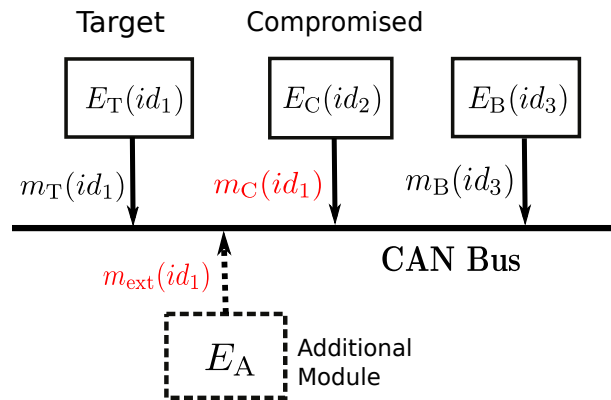 Target Compromised
E_T(id_1) E_C(id_2) E_B(id_3)
m_T(id_1) m_C(id_1) m_B(id_3)
CAN Bus
m_ext(id_1)
E_A Additional
Module